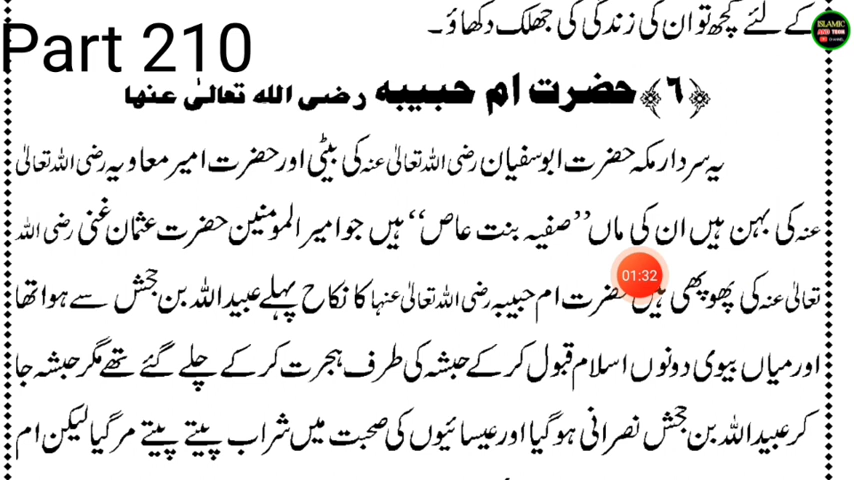 کے لئے کچھ تو ان کی زندگی کی جھلک دکھاؤ۔
ISLAMIC
AND TECH
CHANNEL
Part 210
﴿٦﴾ حضرت ام حبیبہ رضی اللہ تعالیٰ عنھا
یہ سردار مکہ حضرت ابوسفیان رضی اللہ تعالیٰ عنہ کی بیٹی اور حضرت امیر معاویہ رضی اللہ تعالیٰ
عنہ کی بہن ہیں ان کی ماں ’’صفیہ بنت عاص‘‘ ہیں جو امیر المومنین حضرت عثمان غنی رضی اللہ
تعالیٰ عنہ کی پھوپھی ہیں حضرت ام حبیبہ رضی اللہ تعالیٰ عنہا کا نکاح پہلے عبید اللہ بن جحش سے ہوا تھا
01:32
اور میاں بیوی دونوں اسلام قبول کر کے حبشہ کی طرف ہجرت کر کے چلے گئے تھے مگر حبشہ جا
کر عبید اللہ بن جحش نصرانی ہو گیا اور عیسائیوں کی صحبت میں شراب پیتے پیتے مر گیا لیکن ام